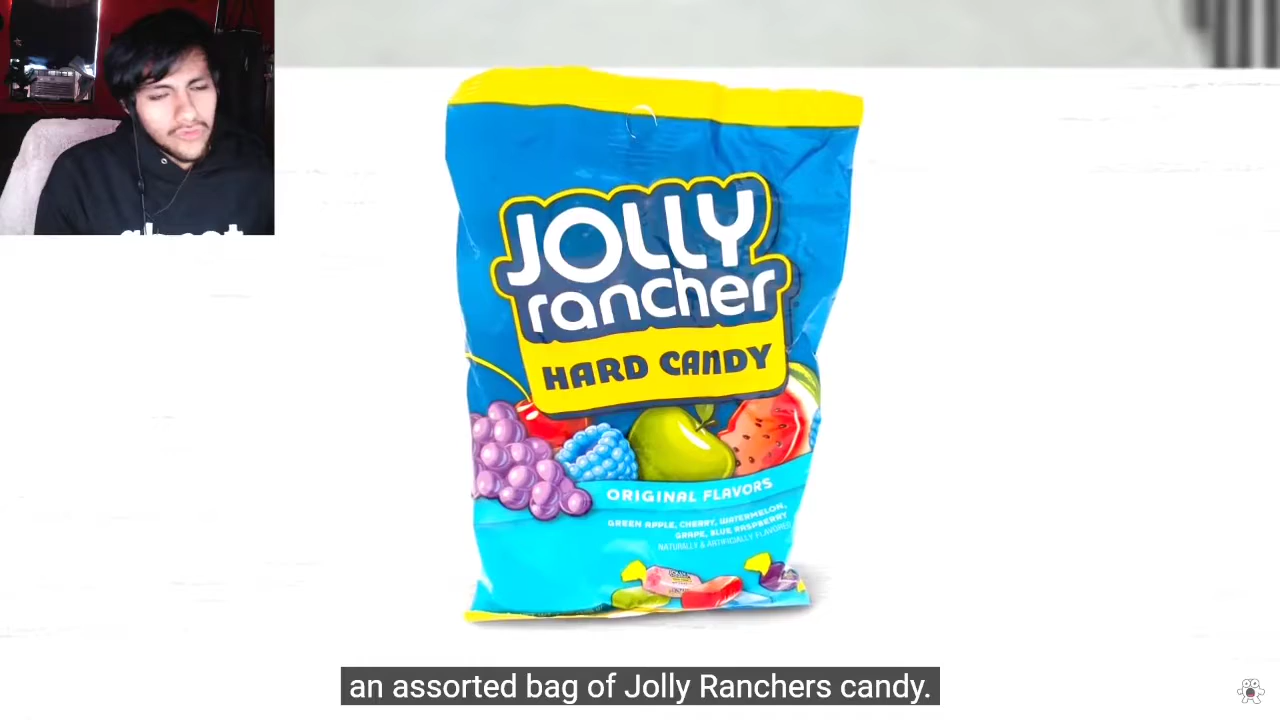 JOLLY
rancher
HARD CANDY
ORIGINAL FLAVORS
GREEN APPLE, CHERRY, WATERMELON,
GRAPE, BLUE RASPBERRY
NATURALLY & ARTIFICIALLY FLAVORED
an assorted bag of Jolly Ranchers candy.